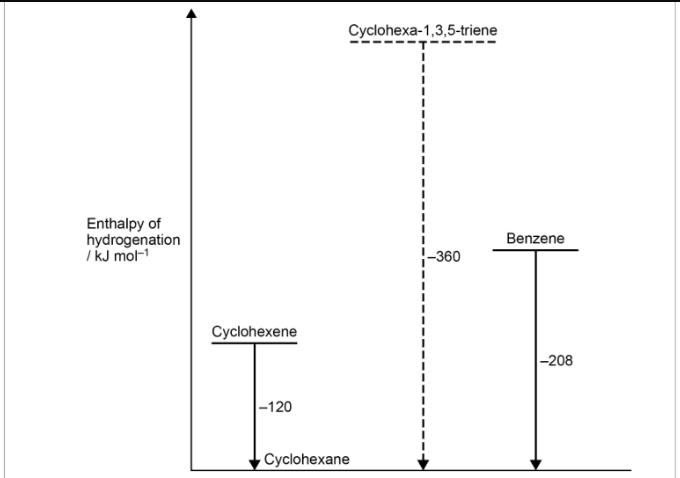 Cyclohexa-1,3,5-triene
Enthalpy of
hydrogenation
/ kJ mol⁻¹
Benzene
–360
Cyclohexene
–208
–120
Cyclohexane